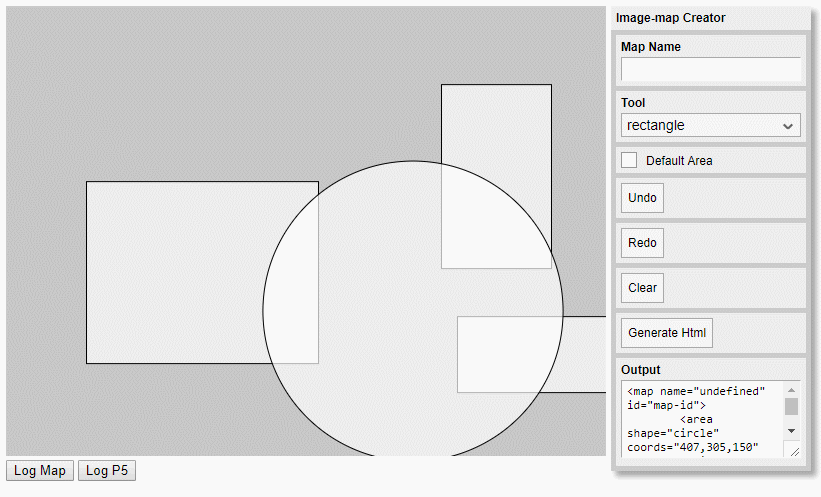 Image-map Creator
Map Name
Tool
rectangle
Default Area
Undo
Redo
Clear
Generate Html
Output
<map name="undefined"
id="map-id">
<area
shape="circle"
coords="407,305,150"
Log Map Log P5